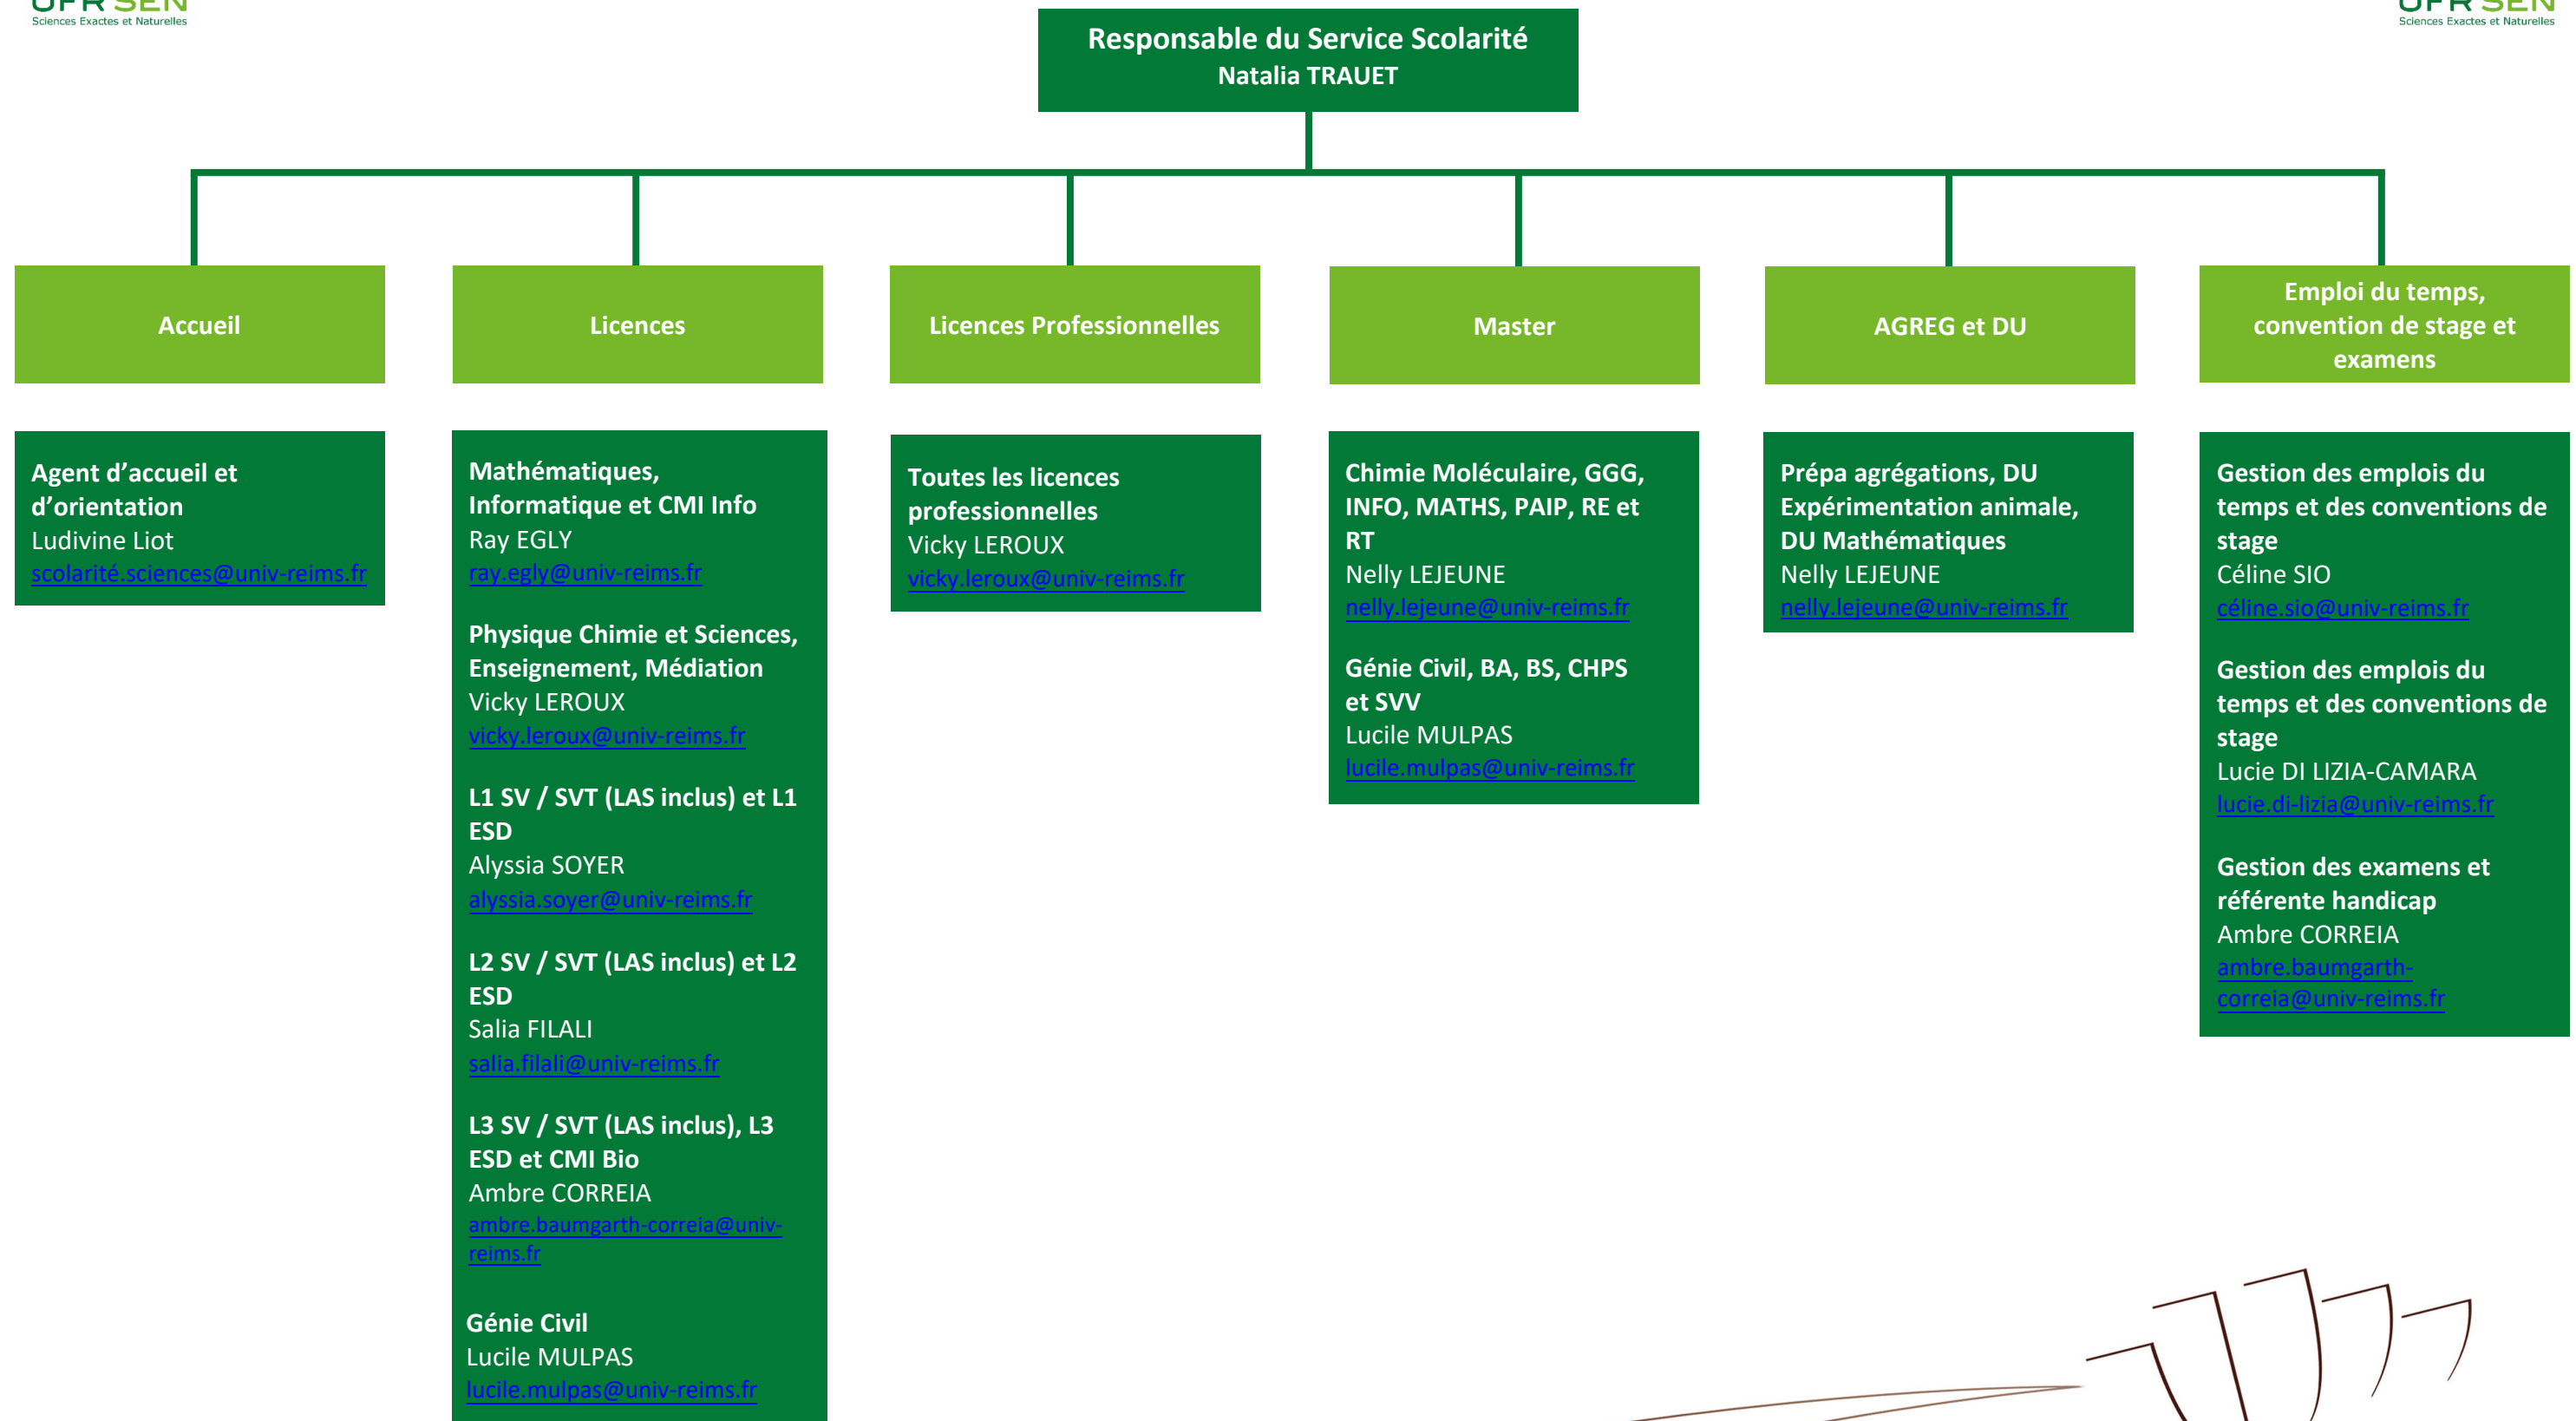 UFR SEN
Sciences Exactes et Naturelles
UFR SEN
Sciences Exactes et Naturelles
Responsable du Service Scolarité
Natalia TRAUET
Accueil
Licences
Licences Professionnelles
Master
AGREG et DU
Emploi du temps,
convention de stage et
examens
Agent d’accueil et
d’orientation
Ludivine Liot
scolarité.sciences@univ-reims.fr
Mathématiques,
Informatique et CMI Info
Ray EGLY
ray.egly@univ-reims.fr
Physique Chimie et Sciences,
Enseignement, Médiation
Vicky LEROUX
vicky.leroux@univ-reims.fr
L1 SV / SVT (LAS inclus) et L1
ESD
Alyssia SOYER
alyssia.soyer@univ-reims.fr
L2 SV / SVT (LAS inclus) et L2
ESD
Salia FILALI
salia.filali@univ-reims.fr
L3 SV / SVT (LAS inclus), L3
ESD et CMI Bio
Ambre CORREIA
ambre.baumgarth-correia@univ-
reims.fr
Génie Civil
Lucile MULPAS
lucile.mulpas@univ-reims.fr
Toutes les licences
professionnelles
Vicky LEROUX
vicky.leroux@univ-reims.fr
Chimie Moléculaire, GGG,
INFO, MATHS, PAIP, RE et
RT
Nelly LEJEUNE
nelly.lejeune@univ-reims.fr
Génie Civil, BA, BS, CHPS
et SVV
Lucile MULPAS
lucile.mulpas@univ-reims.fr
Prépa agrégations, DU
Expérimentation animale,
DU Mathématiques
Nelly LEJEUNE
nelly.lejeune@univ-reims.fr
Gestion des emplois du
temps et des conventions de
stage
Céline SIO
céline.sio@univ-reims.fr
Gestion des emplois du
temps et des conventions de
stage
Lucie DI LIZIA-CAMARA
lucie.di-lizia@univ-reims.fr
Gestion des examens et
référente handicap
Ambre CORREIA
ambre.baumgarth-
correia@univ-reims.fr